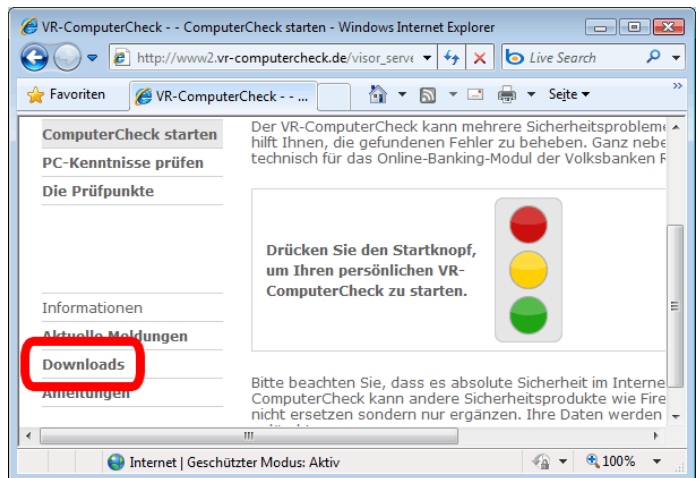 VR-ComputerCheck - - ComputerCheck starten - Windows Internet Explorer
http://www2.vr-computercheck.de/visor_serve
Live Search
Favoriten
VR-ComputerCheck - - ...
Seite
»
ComputerCheck starten
PC-Kenntnisse prüfen
Die Prüfpunkte
Informationen
Aktuelle Meldungen
Downloads
Anleitungen
Der VR-ComputerCheck kann mehrere Sicherheitsprobleme
hilft Ihnen, die gefundenen Fehler zu beheben. Ganz nebe
technisch für das Online-Banking-Modul der Volksbanken R
Drücken Sie den Startknopf,
um Ihren persönlichen VR-
ComputerCheck zu starten.
Bitte beachten Sie, dass es absolute Sicherheit im Interne
ComputerCheck kann andere Sicherheitsprodukte wie Fire
nicht ersetzen sondern nur ergänzen. Ihre Daten werden
Internet | Geschützter Modus: Aktiv
100%